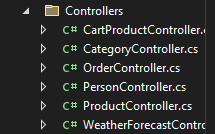 Controllers
C# CartProductController.c
C# CategoryController.cs
C# OrderController.cs
C# PersonController.cs
C# ProductController.cs
C# WeatherForecastContro